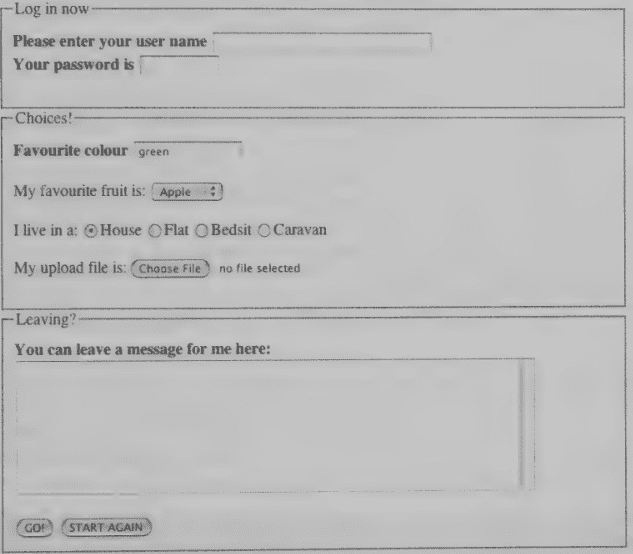 Log in now
Please enter your user name
Your password is
Choices!
Favourite colour green
My favourite fruit is: Apple
I live in a: House Flat Bedsit Caravan
My upload file is: Choose File no file selected
Leaving?
You can leave a message for me here:
GO! START AGAIN